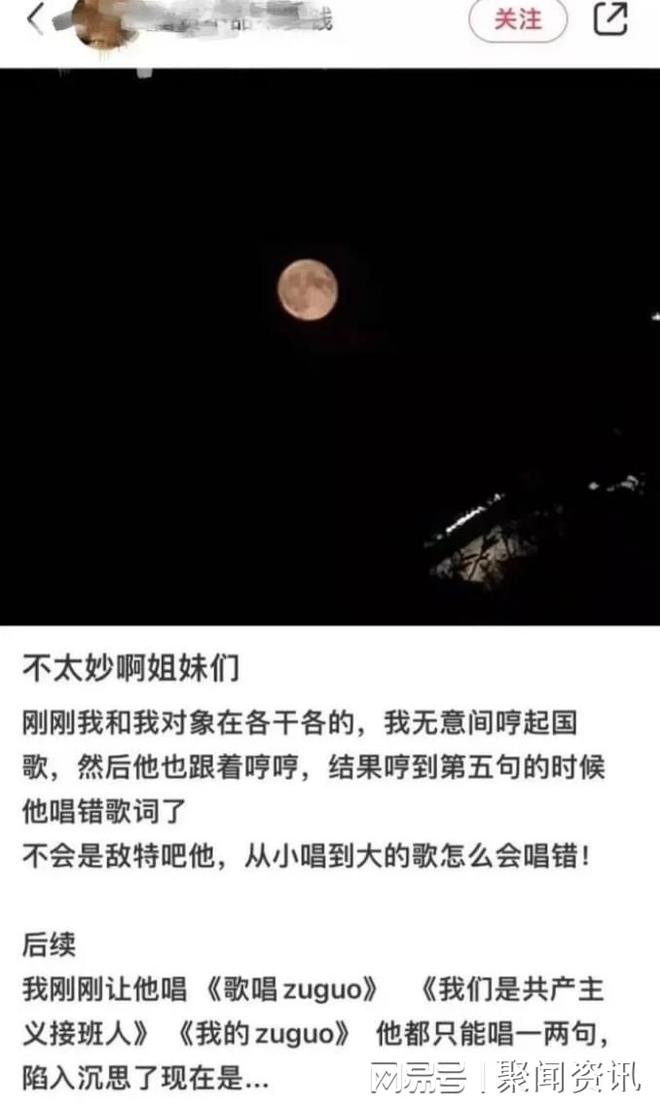 关注
不太妙啊姐妹们
刚刚我和我对象在各干各的，我无意间哼起国
歌，然后他也跟着哼哼，结果哼到第五句的时候
他唱错歌词了
不会是敌特吧他，从小唱到大的歌怎么会唱错！
后续
我刚刚让他唱 《歌唱zuguo》 《我们是共产主
义接班人》 《我的zuguo》 他都只能唱一两句，
陷入沉思了现在是...
网易号 | 聚闻资讯